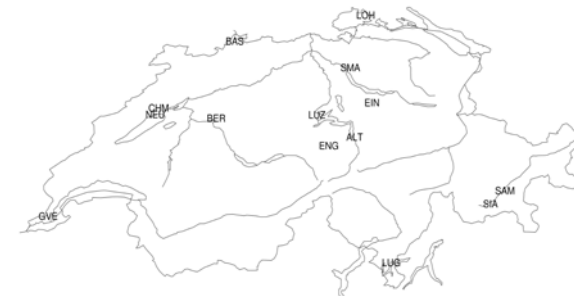 LOH
BAS
SMA
EIN
CHM
NEU
BER
LUZ
ALT
ENG
SAM
SIA
GVE
LUG